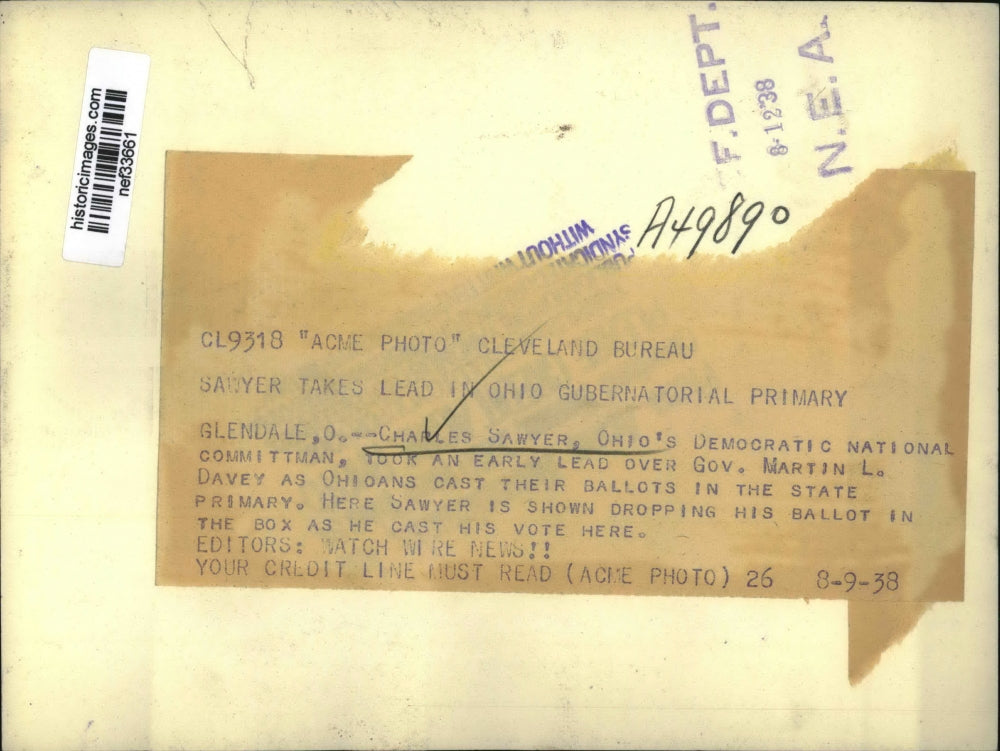 historicimages.com
nef33661
F. DEPT.
8-12'38
N.E.A.
A49890
WITHOUT
CL9318 "ACME PHOTO" CLEVELAND BUREAU
SAWYER TAKES LEAD IN OHIO GUBERNATORIAL PRIMARY
GLENDALE,O.--CHARLES SAWYER, OHIO'S DEMOCRATIC NATIONAL
COMMITTMAN, TOOK AN EARLY LEAD OVER GOV. MARTIN L.
DAVEY AS OHIOANS CAST THEIR BALLOTS IN THE STATE
PRIMARY. HERE SAWYER IS SHOWN DROPPING HIS BALLOT IN
THE BOX AS HE CAST HIS VOTE HERE.
EDITORS: WATCH WIRE NEWS!!
YOUR CREDIT LINE MUST READ (ACME PHOTO) 26 8-9-38